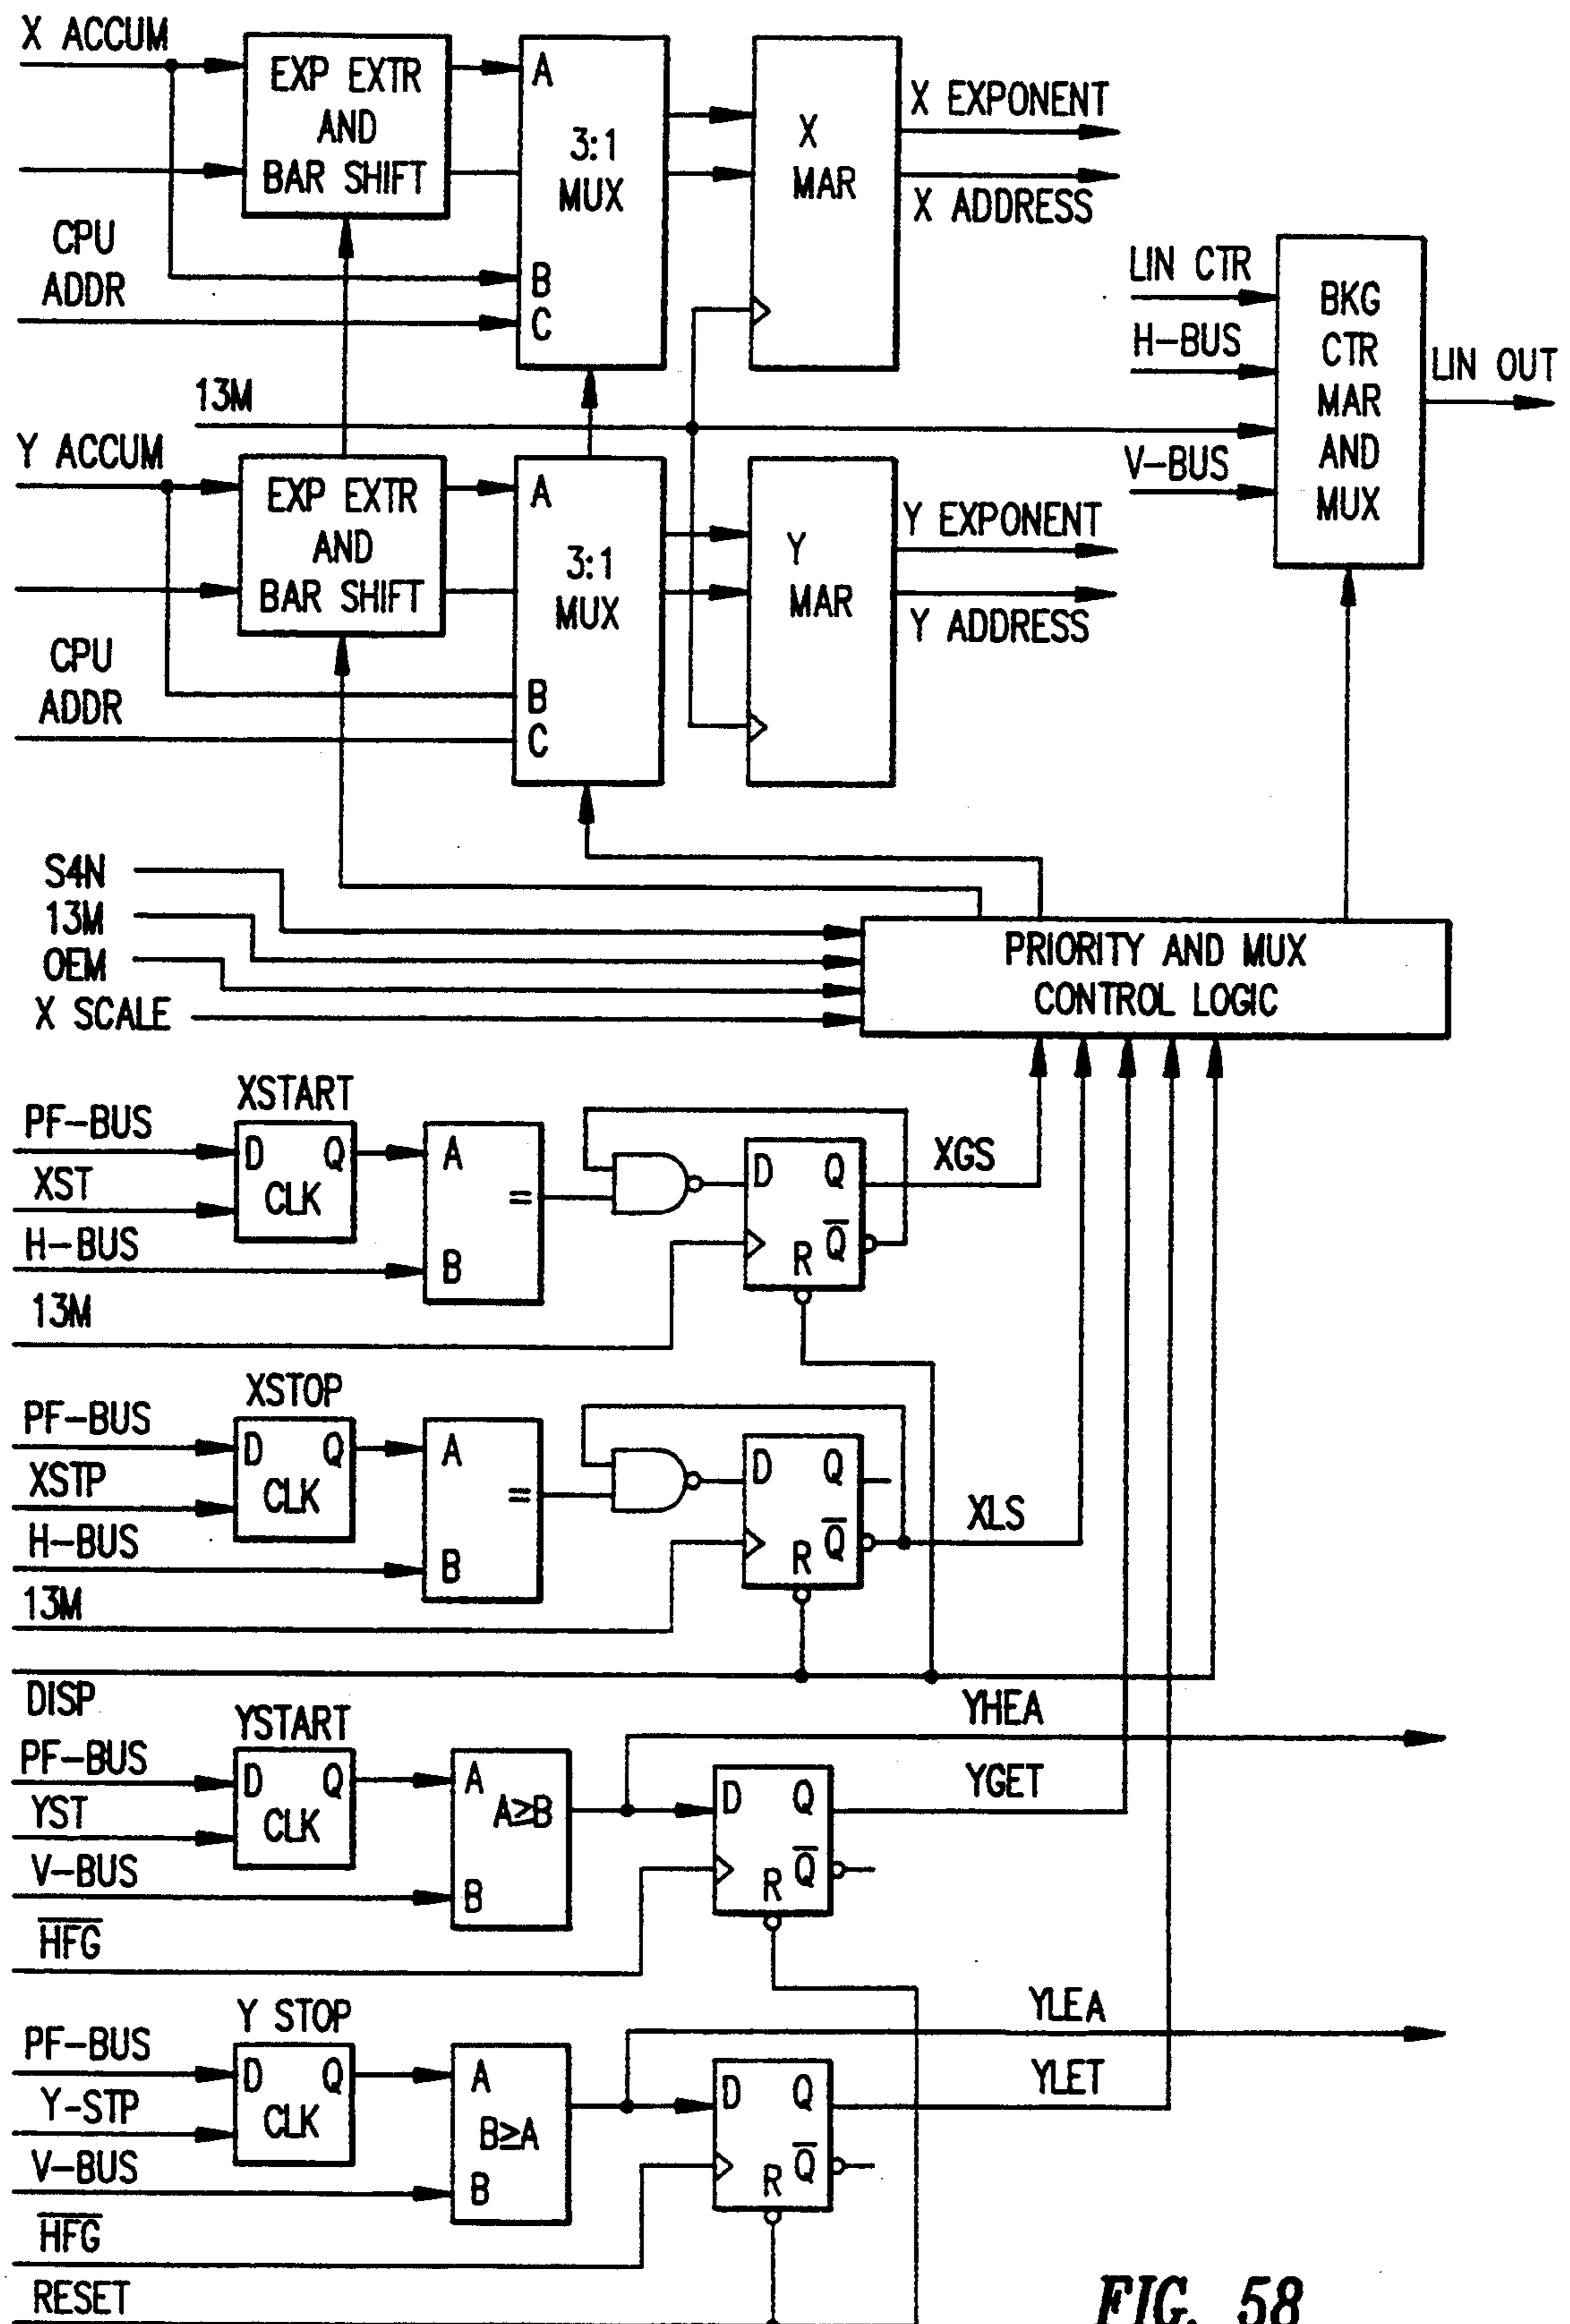 X ACCUM
EXP EXTR
AND
BAR SHIFT
A
3:1
MUX
B
C
X
MAR
X EXPONENT
X ADDRESS
CPU
ADDR
LIN CTR
H-BUS
V-BUS
BKG
CTR
MAR
AND
MUX
LIN OUT
13M
Y ACCUM
EXP EXTR
AND
BAR SHIFT
A
3:1
MUX
B
C
Y
MAR
Y EXPONENT
Y ADDRESS
CPU
ADDR
S4N
13M
OEM
X SCALE
PRIORITY AND MUX
CONTROL LOGIC
XSTART
PF-BUS
D Q
XST
CLK
H-BUS
A
=
B
D Q
R Q̅
XGS
13M
XSTOP
PF-BUS
D Q
XSTP
CLK
H-BUS
A
=
B
D Q
R Q̅
XLS
13M
DISP
YSTART
PF-BUS
D Q
YST
CLK
V-BUS
A
A≥B
B
YHEA
D Q
R Q̅
YGET
H̅F̅G̅
Y STOP
PF-BUS
D Q
Y-STP
CLK
V-BUS
A
B≥A
B
YLEA
D Q
R Q̅
YLET
H̅F̅G̅
RESET
FIG. 58